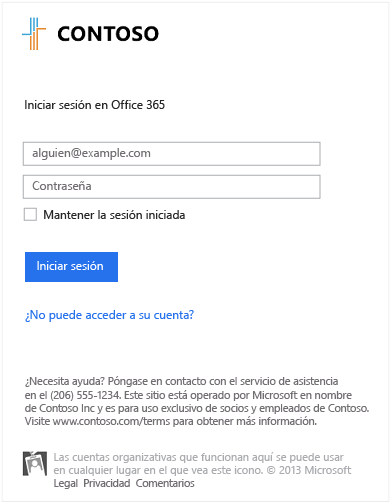 CONTOSO
Iniciar sesión en Office 365
alguien@example.com
Contraseña
Mantener la sesión iniciada
Iniciar sesión
¿No puede acceder a su cuenta?
¿Necesita ayuda? Póngase en contacto con el servicio de asistencia
en el (206) 555-1234. Este sitio está operado por Microsoft en nombre
de Contoso Inc y es para uso exclusivo de socios y empleados de Contoso.
Visite www.contoso.com/terms para obtener más información.
Las cuentas organizativas que funcionan aquí se puede usar
en cualquier lugar en el que vea este icono. © 2013 Microsoft
Legal Privacidad Comentarios